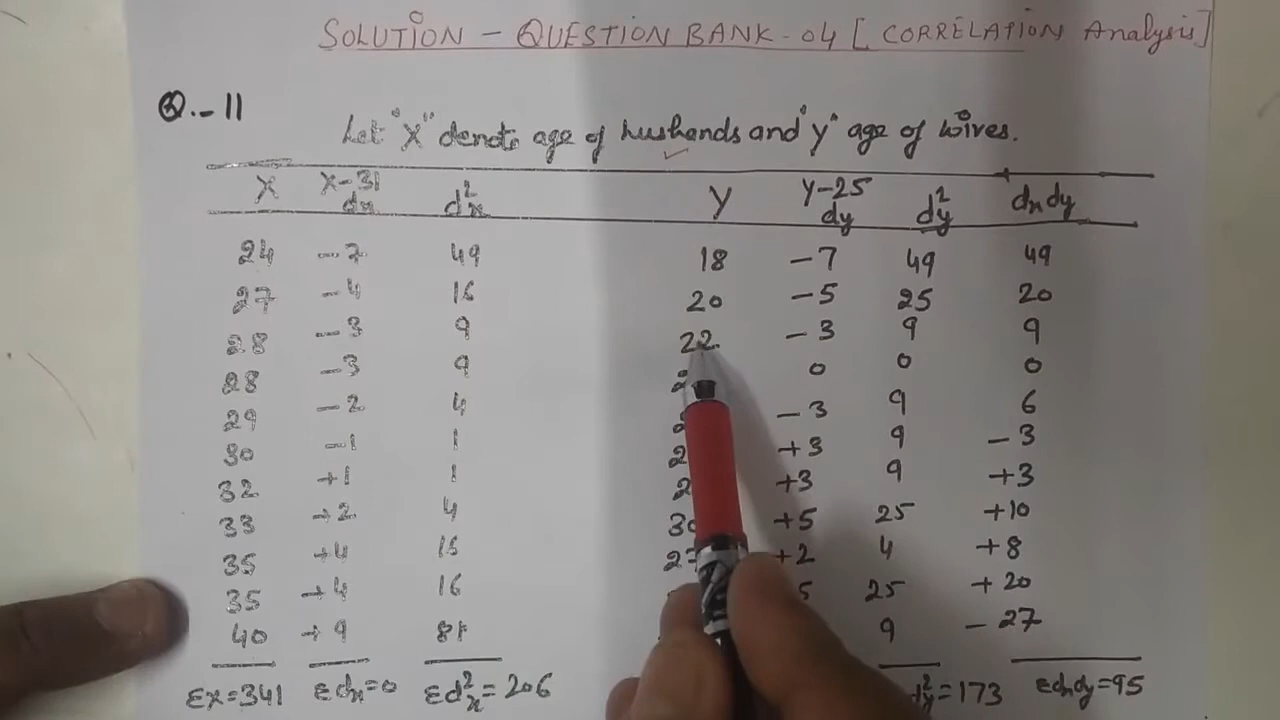 SOLUTION - QUESTION BANK-04 [ CORRELATION Analysis]
Q.-11
Let "X" denote age of husbands and "Y" age of wives.
X X-31 dx d²x Y Y-25 dy d²y dxdy
24 -7 49 18 -7 49 49
27 -4 16 20 -5 25 20
28 -3 9 22 -3 9 9
28 -3 9 0 0 0
29 -2 4 -3 9 6
30 -1 1 +3 9 -3
32 +1 1 +3 9 +3
33 +2 4 30 +5 25 +10
35 +4 16 27 +2 4 +8
35 +4 16 5 25 +20
40 +9 81 9 -27
Σx=341 Σdx=0 Σd²x=206 d²y=173 Σdxdy=95